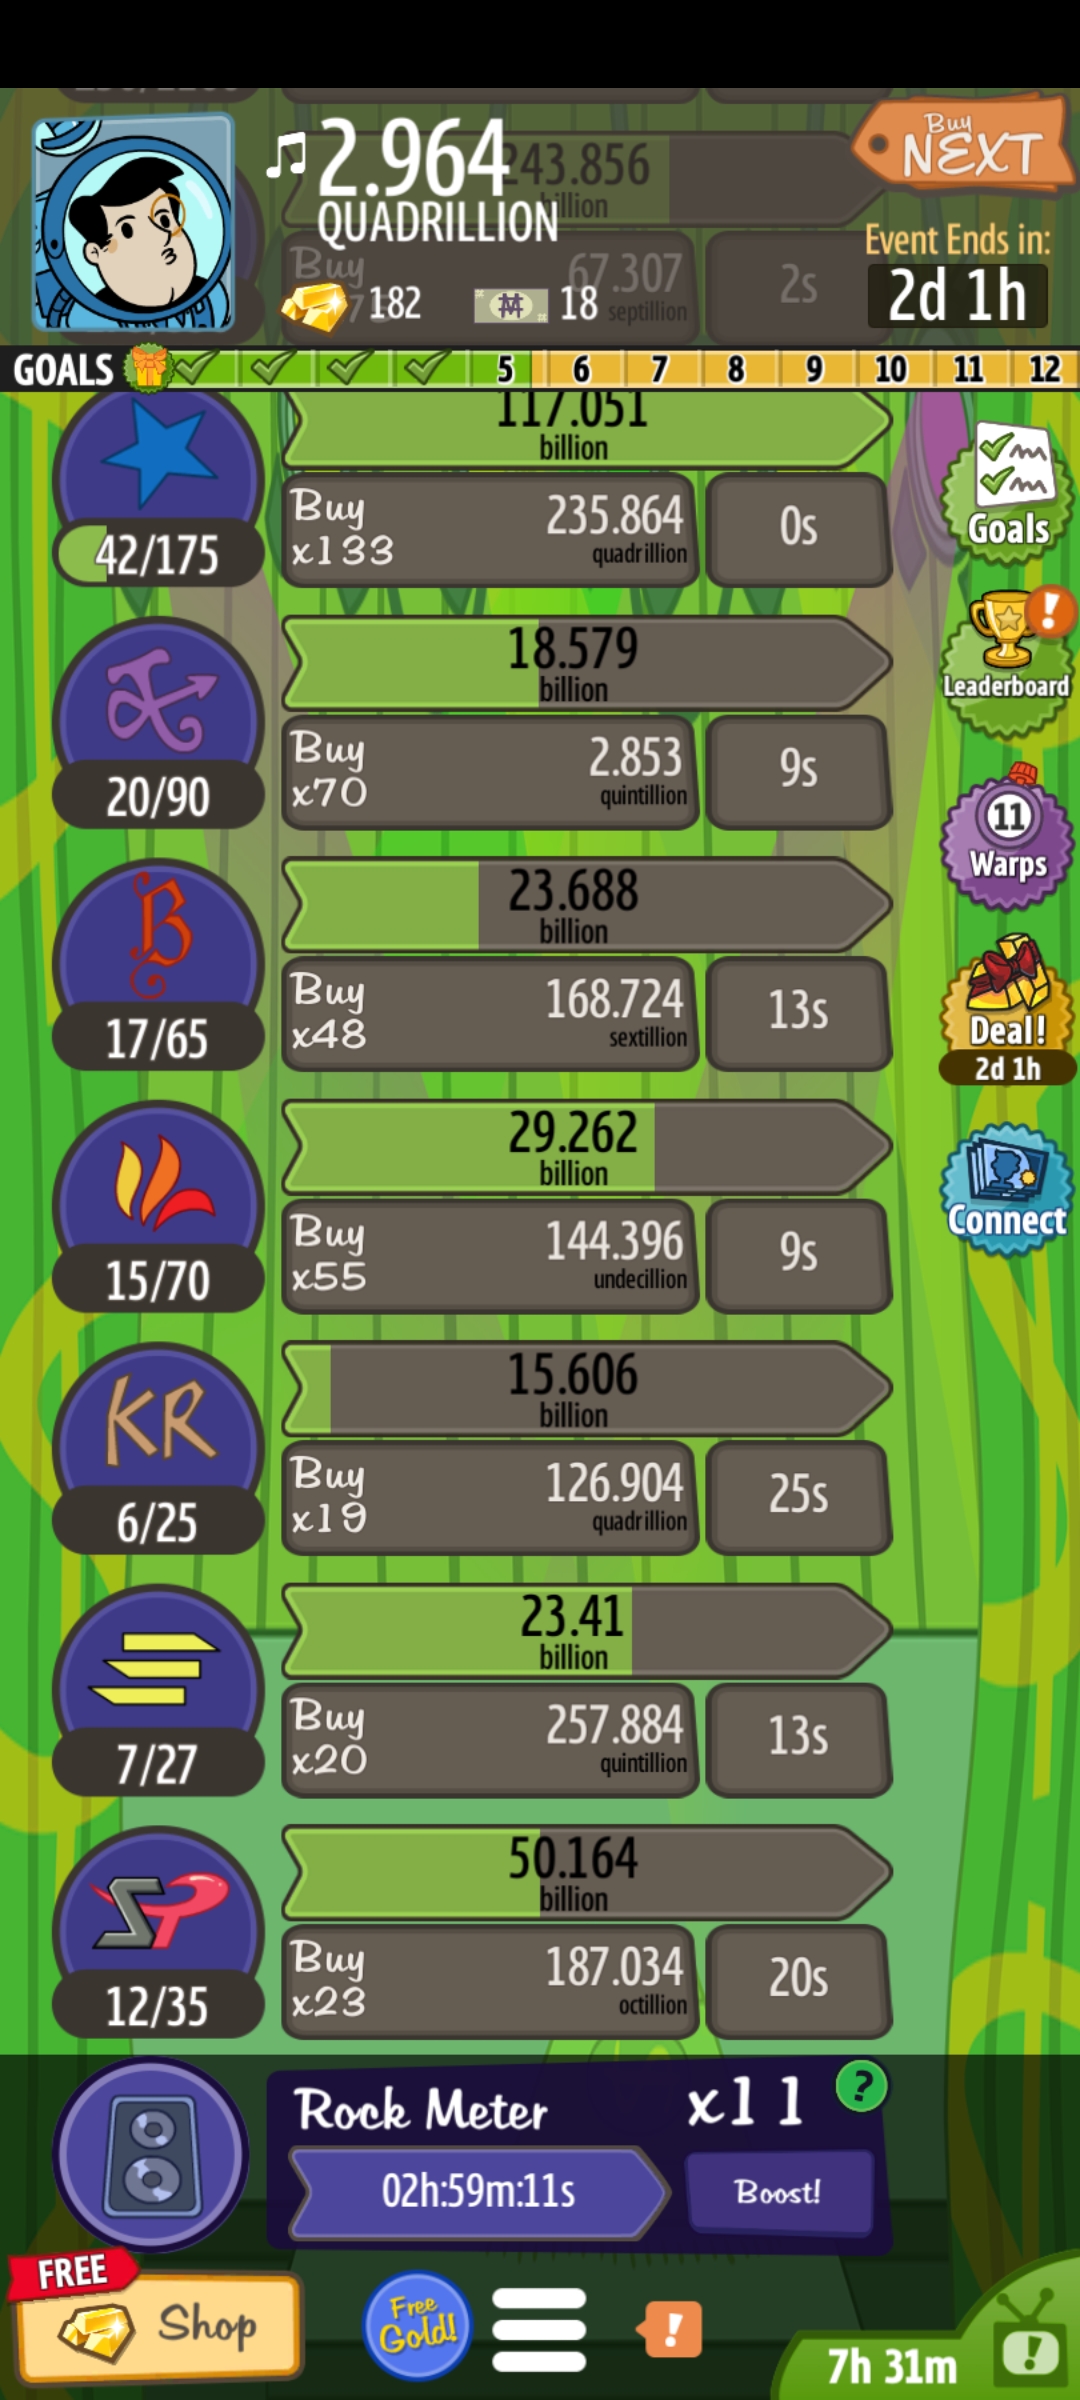 2.964
QUADRILLION
243.856
billion
Buy
NEXT
Buy
67.307
septillion
2s
182
18
Event Ends in:
2d 1h
GOALS
5 6 7 8 9 10 11 12
117.051
billion
42/175
Buy
x133
235.864
quadrillion
0s
Goals
18.579
billion
20/90
Buy
x70
2.853
quintillion
9s
Leaderboard
23.688
billion
17/65
Buy
x48
168.724
sextillion
13s
11
Warps
Deal!
2d 1h
29.262
billion
15/70
Buy
x55
144.396
undecillion
9s
Connect
KR
15.606
billion
6/25
Buy
x19
126.904
quadrillion
25s
23.41
billion
7/27
Buy
x20
257.884
quintillion
13s
50.164
billion
12/35
Buy
x23
187.034
octillion
20s
Rock Meter
x11
?
02h:59m:11s
Boost!
FREE
Shop
Free
Gold!
!
7h 31m
!